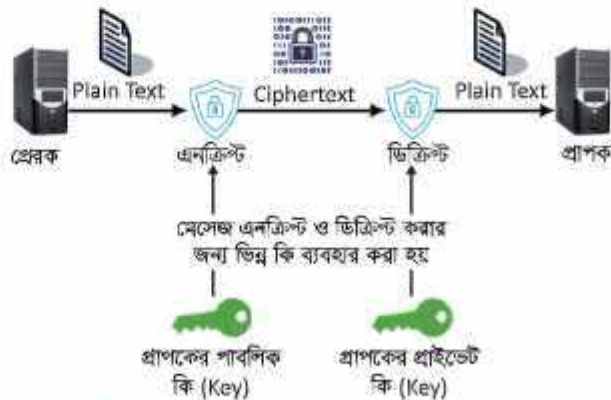 Plain Text
Ciphertext
Plain Text
প্রেরক
এনক্রিপ্ট
ডিক্রিপ্ট
প্রাপক
মেসেজ এনক্রিপ্ট ও ডিক্রিপ্ট করার
জন্য ভিন্ন কি ব্যবহার করা হয়
প্রাপকের পাবলিক
কি (Key)
প্রাপকের প্রাইভেট
কি (Key)